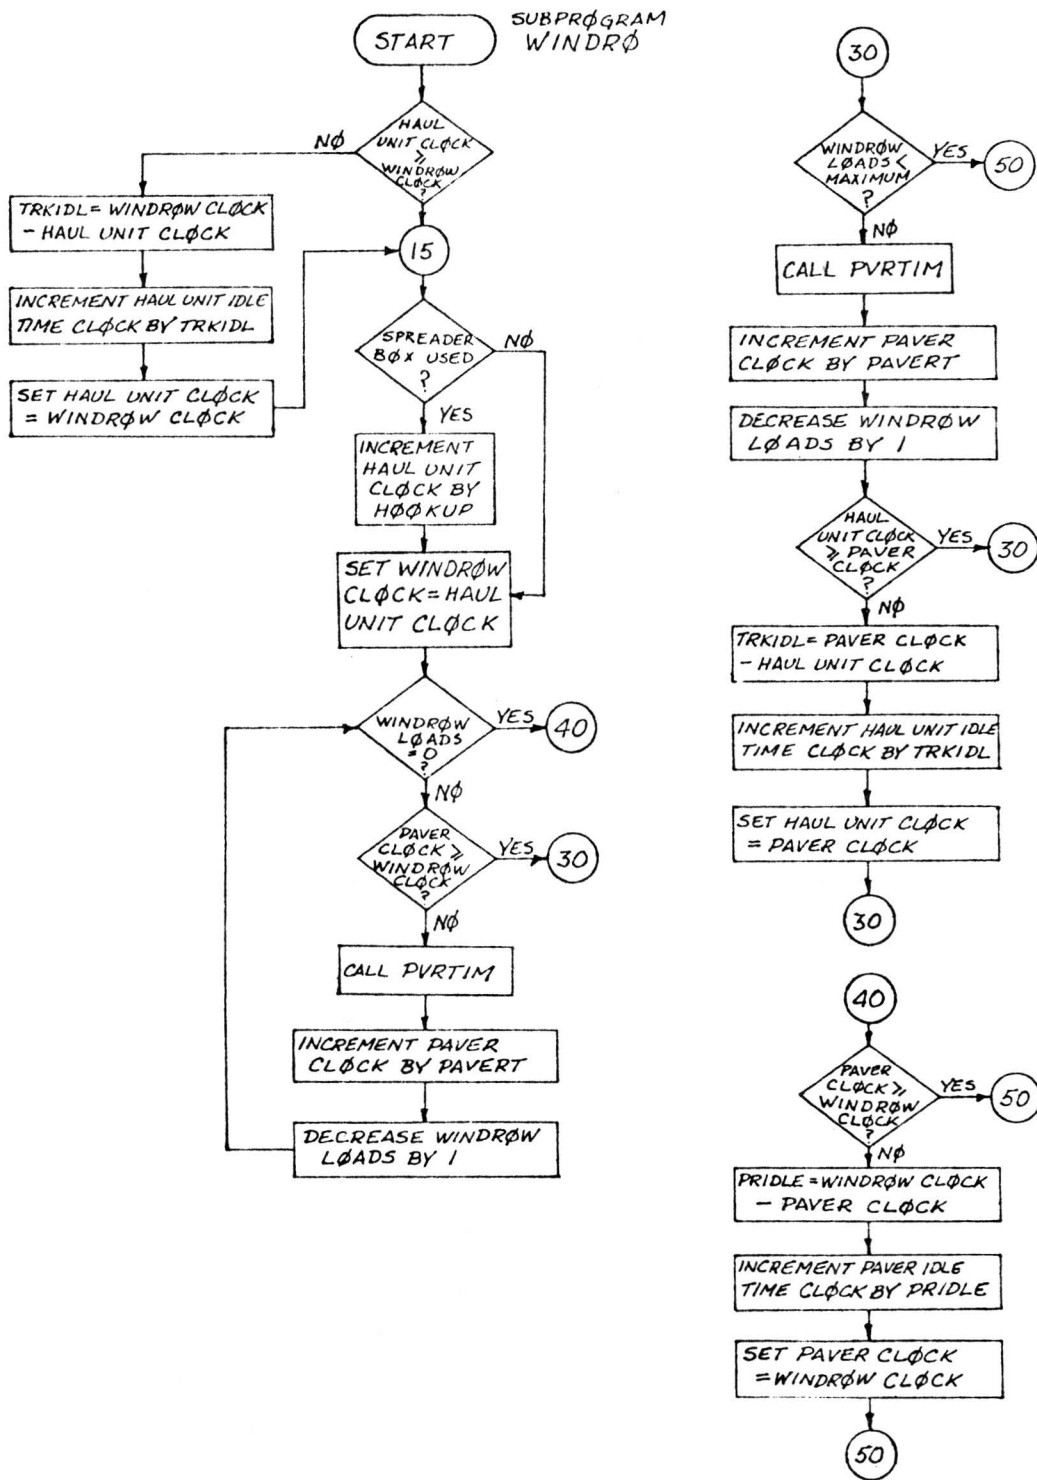 SUBPRØGRAM
WINDRØ
START
HAUL
UNIT CLØCK
≥
WINDRØW
CLØCK
?
NØ
TRKIDL = WINDRØW CLØCK
- HAUL UNIT CLØCK
INCREMENT HAUL UNIT IDLE
TIME CLØCK BY TRKIDL
SET HAUL UNIT CLØCK
= WINDRØW CLØCK
15
SPREADER
BØX USED
?
NØ
YES
INCREMENT
HAUL UNIT
CLØCK BY
HØØKUP
SET WINDRØW
CLØCK = HAUL
UNIT CLØCK
WINDRØW
LØADS
= 0
?
YES
40
NØ
PAVER
CLØCK ≥
WINDRØW
CLØCK
?
YES
30
NØ
CALL PVRTIM
INCREMENT PAVER
CLØCK BY PAVERT
DECREASE WINDRØW
LØADS BY 1
30
WINDRØW
LØADS <
MAXIMUM
?
YES
50
NØ
CALL PVRTIM
INCREMENT PAVER
CLØCK BY PAVERT
DECREASE WINDRØW
LØADS BY 1
HAUL
UNIT CLØCK
≥ PAVER
CLØCK
?
YES
30
NØ
TRKIDL = PAVER CLØCK
- HAUL UNIT CLØCK
INCREMENT HAUL UNIT IDLE
TIME CLØCK BY TRKIDL
SET HAUL UNIT CLØCK
= PAVER CLØCK
30
40
PAVER
CLØCK ≥
WINDRØW
CLØCK
?
YES
50
NØ
PRIDLE = WINDRØW CLØCK
- PAVER CLØCK
INCREMENT PAVER IDLE
TIME CLØCK BY PRIDLE
SET PAVER CLØCK
= WINDRØW CLØCK
50